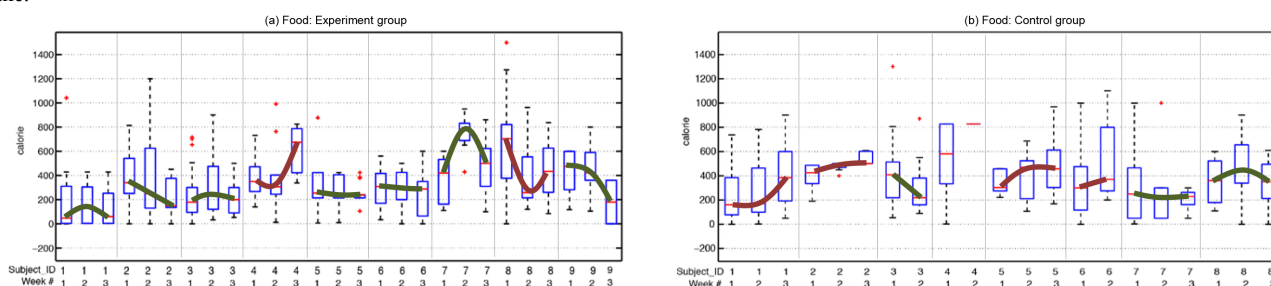 (a) Food: Experiment group
(b) Food: Control group
calorie
1400
1200
1000
800
600
400
200
0
−200
Subject_ID 1 1 1 2 2 2 3 3 3 4 4 4 5 5 5 6 6 6 7 7 7 8 8 8 9 9 9
Week # 1 2 3 1 2 3 1 2 3 1 2 3 1 2 3 1 2 3 1 2 3 1 2 3 1 2 3
calorie
1400
1200
1000
800
600
400
200
0
−200
Subject_ID 1 1 1 2 2 2 3 3 4 4 5 5 5 6 6 7 7 7 8 8 8
Week # 1 2 3 1 2 3 1 2 1 2 1 2 3 1 2 1 2 3 1 2